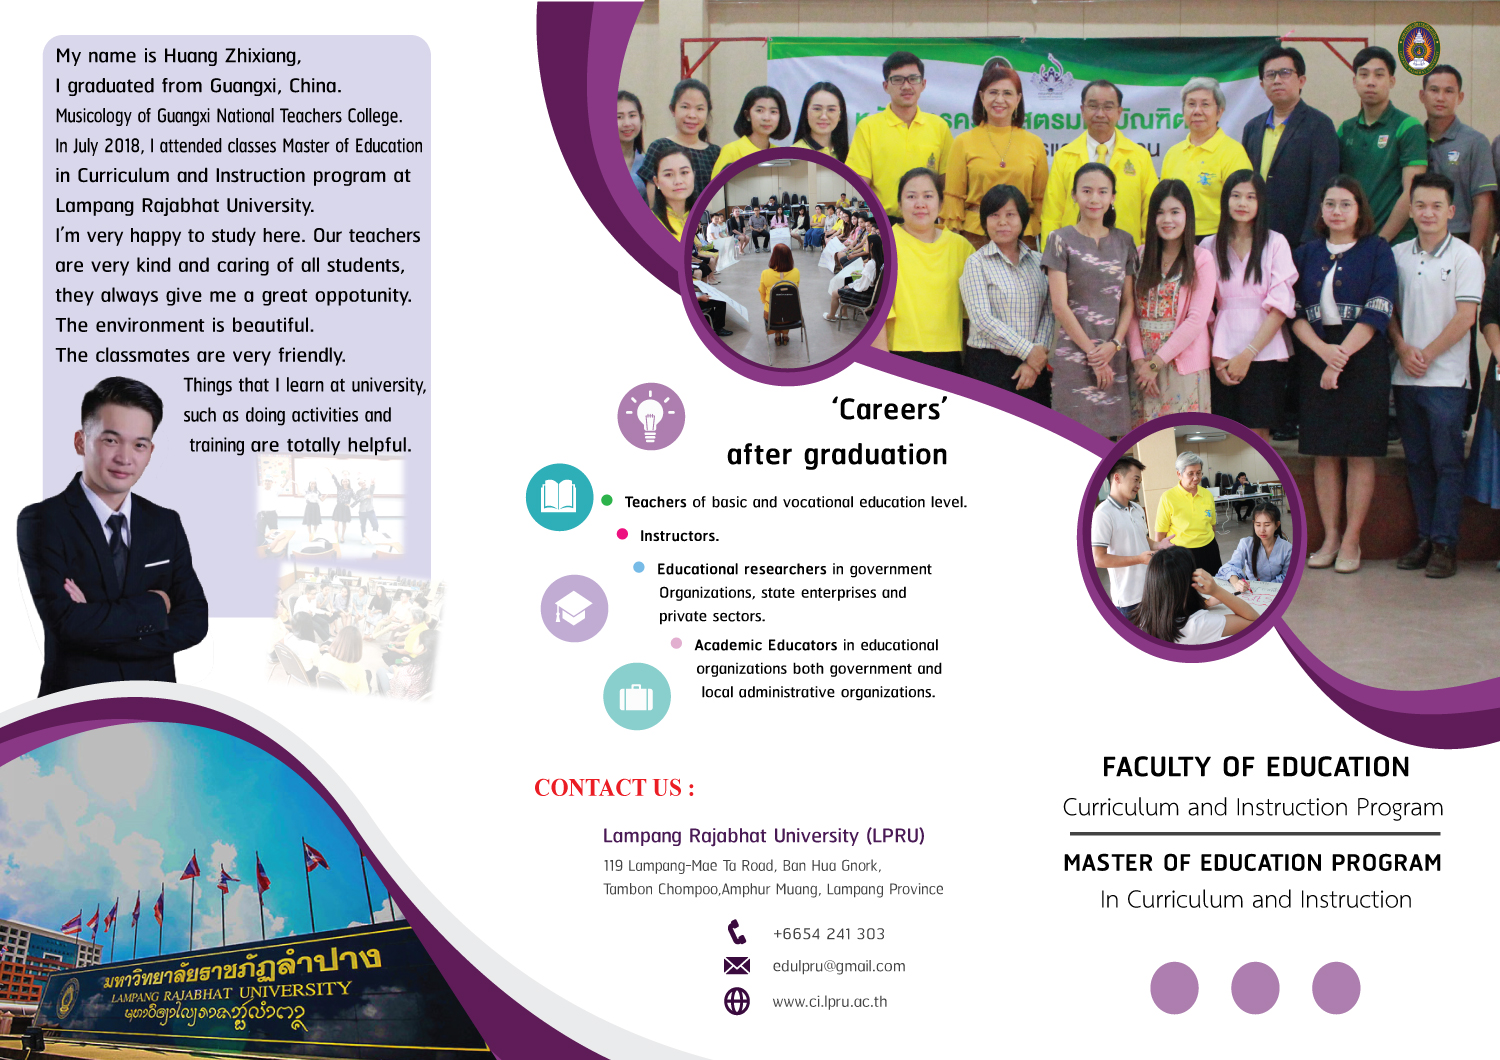 My name is Huang Zhixiang,
I graduated from Guangxi, China.
Musicology of Guangxi National Teachers College.
In July 2018, I attended classes Master of Education
in Curriculum and Instruction program at
Lampang Rajabhat University.
I'm very happy to study here. Our teachers
are very kind and caring of all students,
they always give me a great oppotunity.
The environment is beautiful.
The classmates are very friendly.
Things that I learn at university,
such as doing activities and
training are totally helpful.
มหาวิทยาลัยราชภัฏลำปาง
LAMPANG RAJABHAT UNIVERSITY
'Careers'
after graduation
Teachers of basic and vocational education level.
Instructors.
Educational researchers in government
Organizations, state enterprises and
private sectors.
Academic Educators in educational
organizations both government and
local administrative organizations.
CONTACT US :
Lampang Rajabhat University (LPRU)
119 Lampang-Mae Ta Road, Ban Hua Gnork,
Tambon Chompoo,Amphur Muang, Lampang Province
+6654 241 303
edulpru@gmail.com
www.ci.lpru.ac.th
FACULTY OF EDUCATION
Curriculum and Instruction Program
MASTER OF EDUCATION PROGRAM
In Curriculum and Instruction